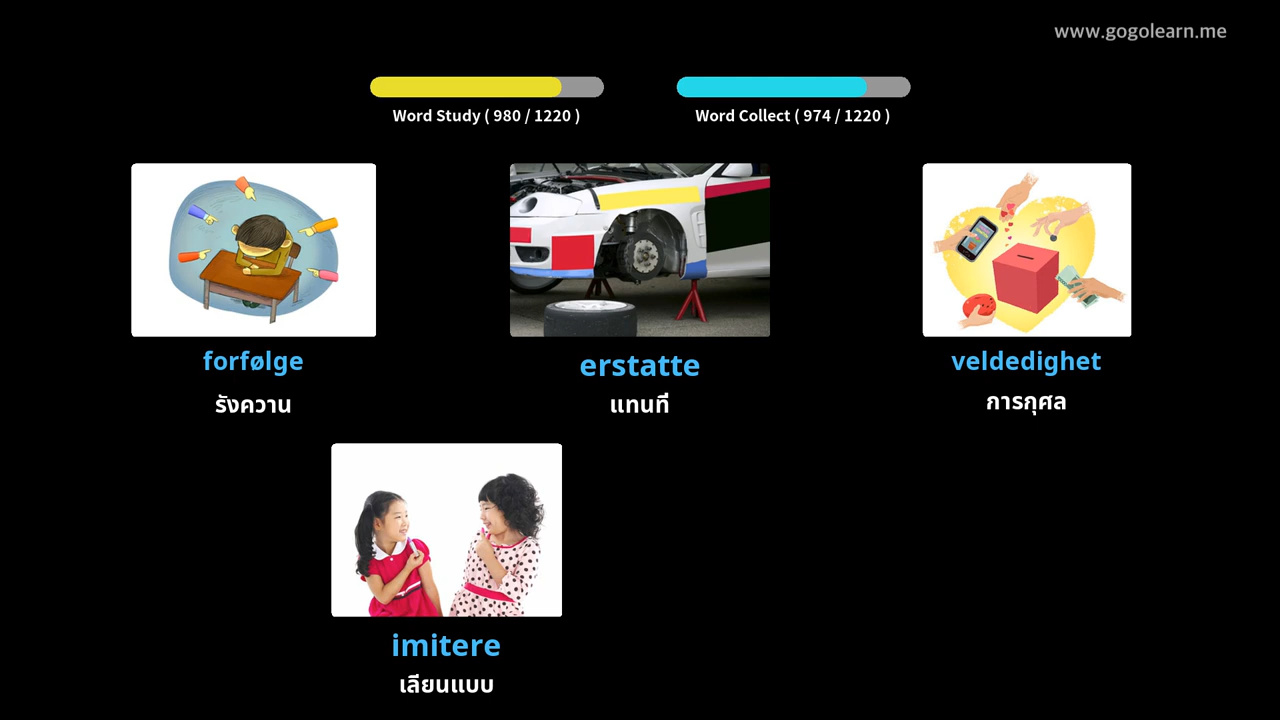 www.gogolearn.me
Word Study ( 980 / 1220 )
Word Collect ( 974 / 1220 )
forfølge
รังควาน
erstatte
แทนที่
veldedighet
การกุศล
imitere
เลียนแบบ